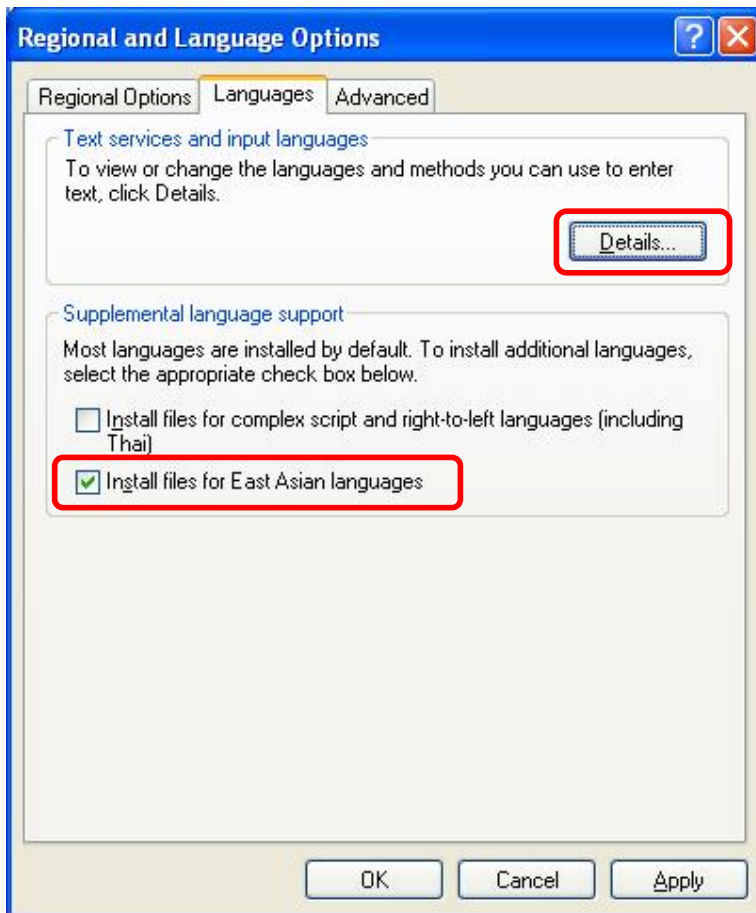 Regional and Language Options
Regional Options Languages Advanced
Text services and input languages
To view or change the languages and methods you can use to enter
text, click Details.
Details...
Supplemental language support
Most languages are installed by default. To install additional languages,
select the appropriate check box below.
Install files for complex script and right-to-left languages (including
Thai)
Install files for East Asian languages
OK Cancel Apply